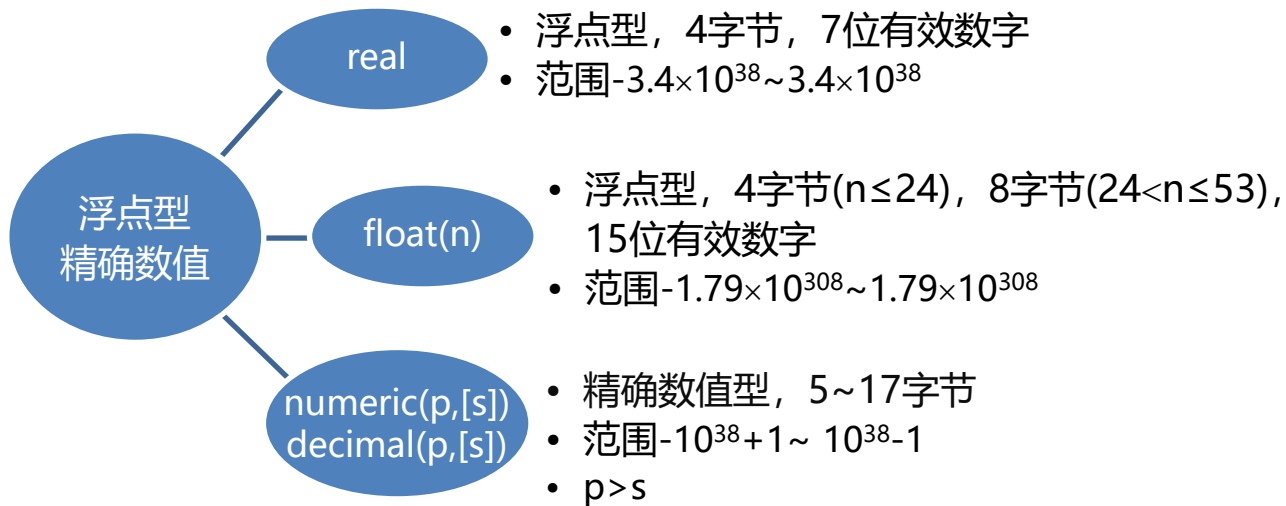 real
• 浮点型，4字节，7位有效数字
• 范围-3.4×10³⁸~3.4×10³⁸
浮点型
精确数值
float(n)
• 浮点型，4字节(n≤24)，8字节(24<n≤53)，
15位有效数字
• 范围-1.79×10³⁰⁸~1.79×10³⁰⁸
numeric(p,[s])
decimal(p,[s])
• 精确数值型，5~17字节
• 范围-10³⁸+1~ 10³⁸-1
• p>s